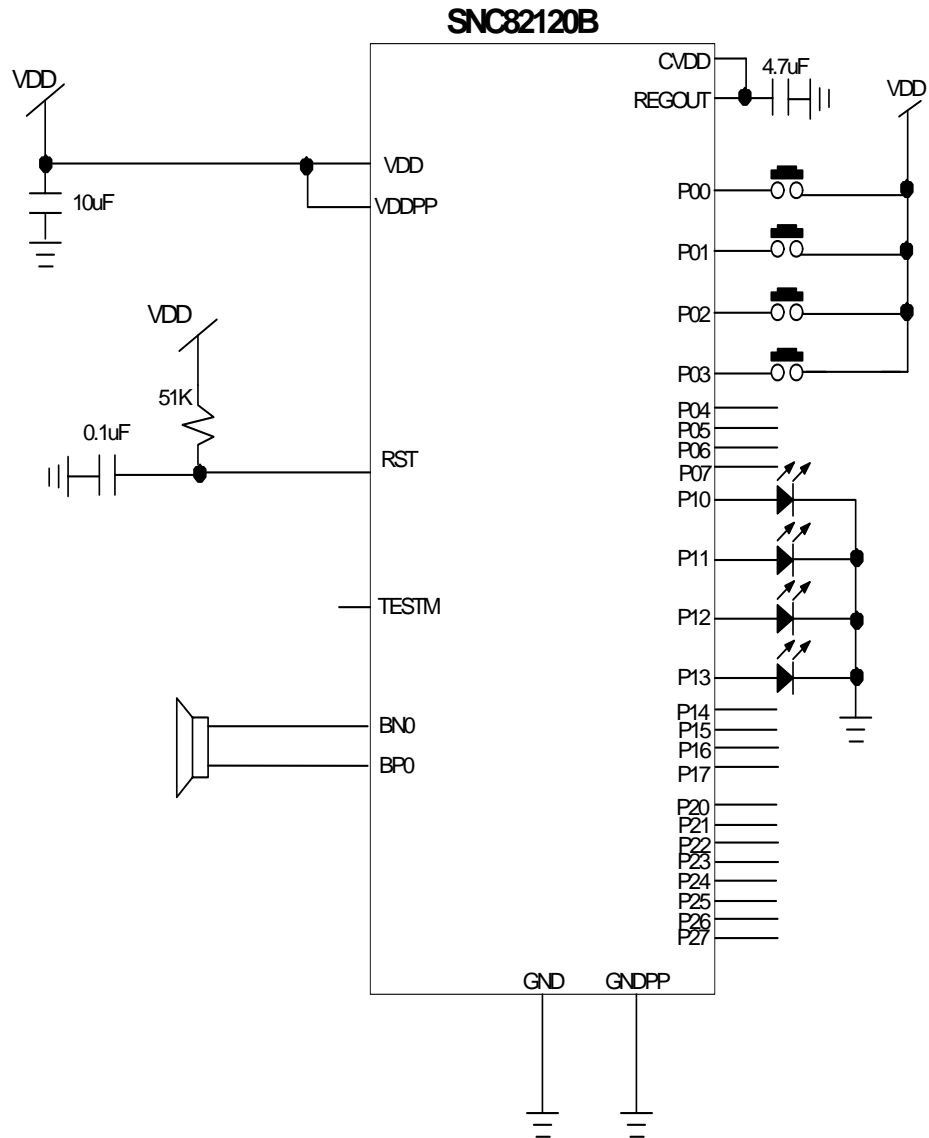 SNC82120B
VDD
10uF
VDD
VDDPP
VDD
51K
0.1uF
RST
TESTM
BN0
BP0
CVDD
REGOUT
4.7uF
VDD
P00
P01
P02
P03
P04
P05
P06
P07
P10
P11
P12
P13
P14
P15
P16
P17
P20
P21
P22
P23
P24
P25
P26
P27
GND
GNDPP